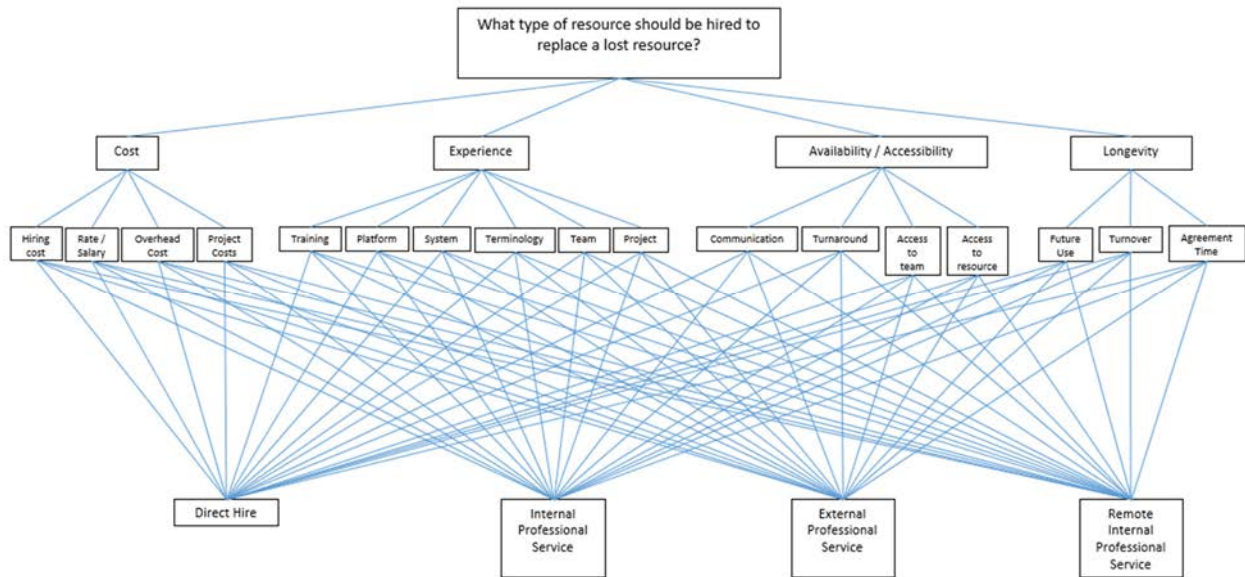 What type of resource should be hired to
replace a lost resource?
Cost
Experience
Availability / Accessibility
Longevity
Hiring
cost
Rate /
Salary
Overhead
Cost
Project
Costs
Training
Platform
System
Terminology
Team
Project
Communication
Turnaround
Access
to
team
Access
to
resource
Future
Use
Turnover
Agreement
Time
Direct Hire
Internal
Professional
Service
External
Professional
Service
Remote
Internal
Professional
Service